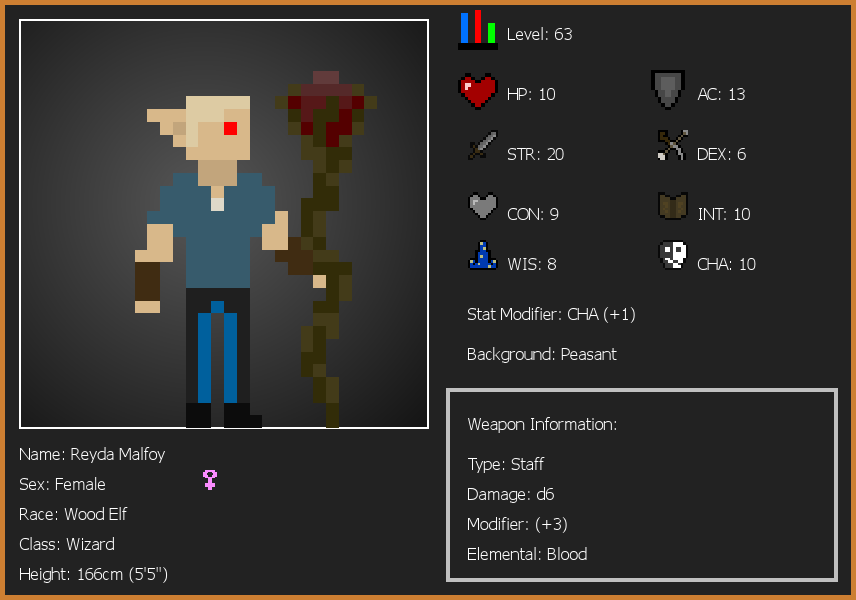 Level: 63
HP: 10
AC: 13
STR: 20
DEX: 6
CON: 9
INT: 10
WIS: 8
CHA: 10
Stat Modifier: CHA (+1)
Background: Peasant
Weapon Information:
Type: Staff
Damage: d6
Modifier: (+3)
Elemental: Blood
Name: Reyda Malfoy
Sex: Female
Race: Wood Elf
Class: Wizard
Height: 166cm (5'5")